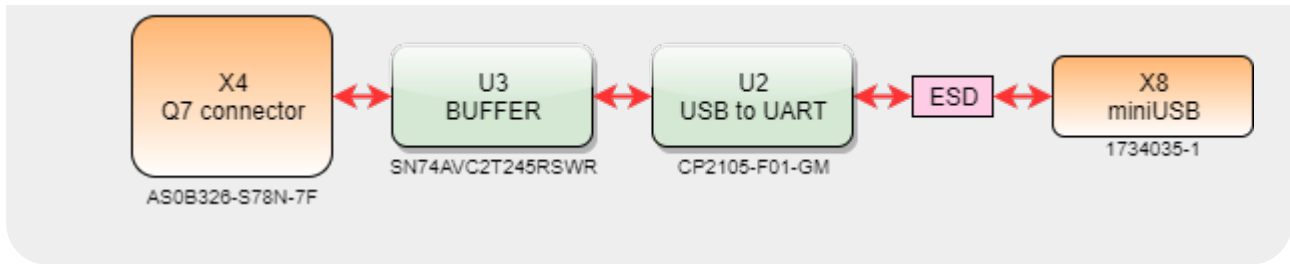 X4
Q7 connector
AS0B326-S78N-7F
U3
BUFFER
SN74AVC2T245RSWR
U2
USB to UART
CP2105-F01-GM
ESD
X8
miniUSB
1734035-1